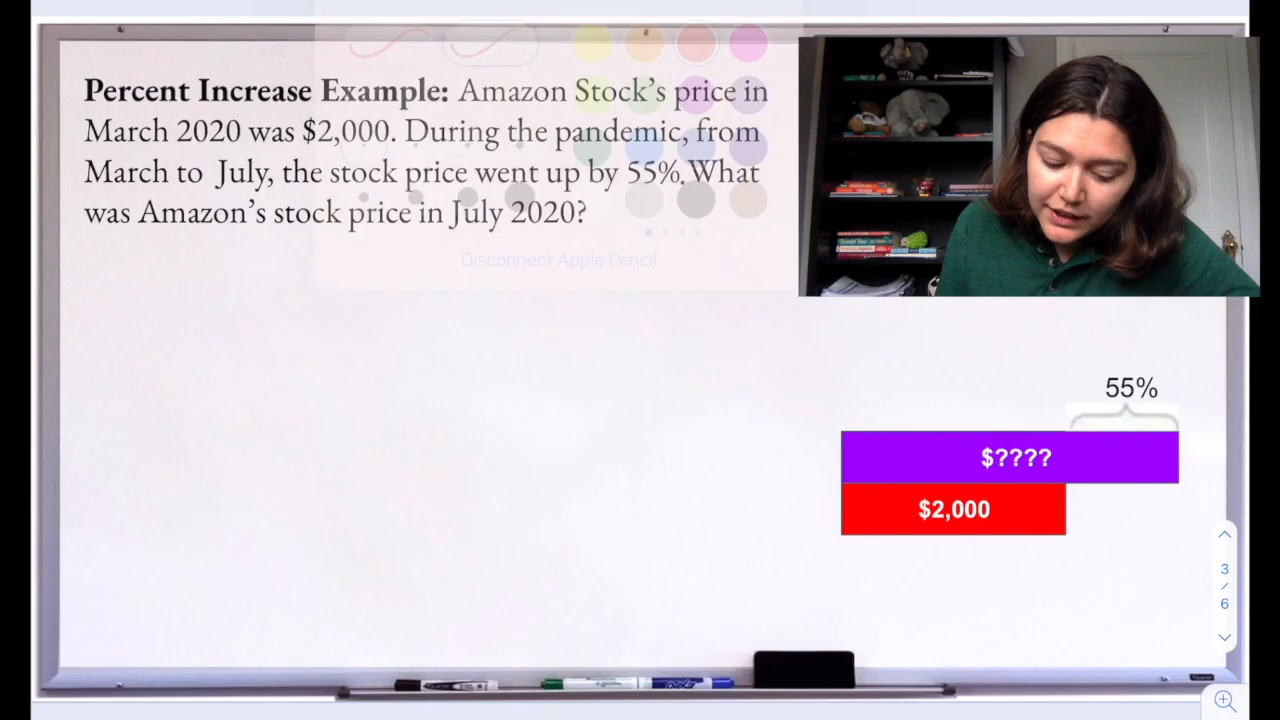 Percent Increase Example: Amazon Stock's price in
March 2020 was $2,000. During the pandemic, from
March to July, the stock price went up by 55%. What
was Amazon's stock price in July 2020?
Disconnect Apple Pencil
55%
$????
$2,000
3
/
6